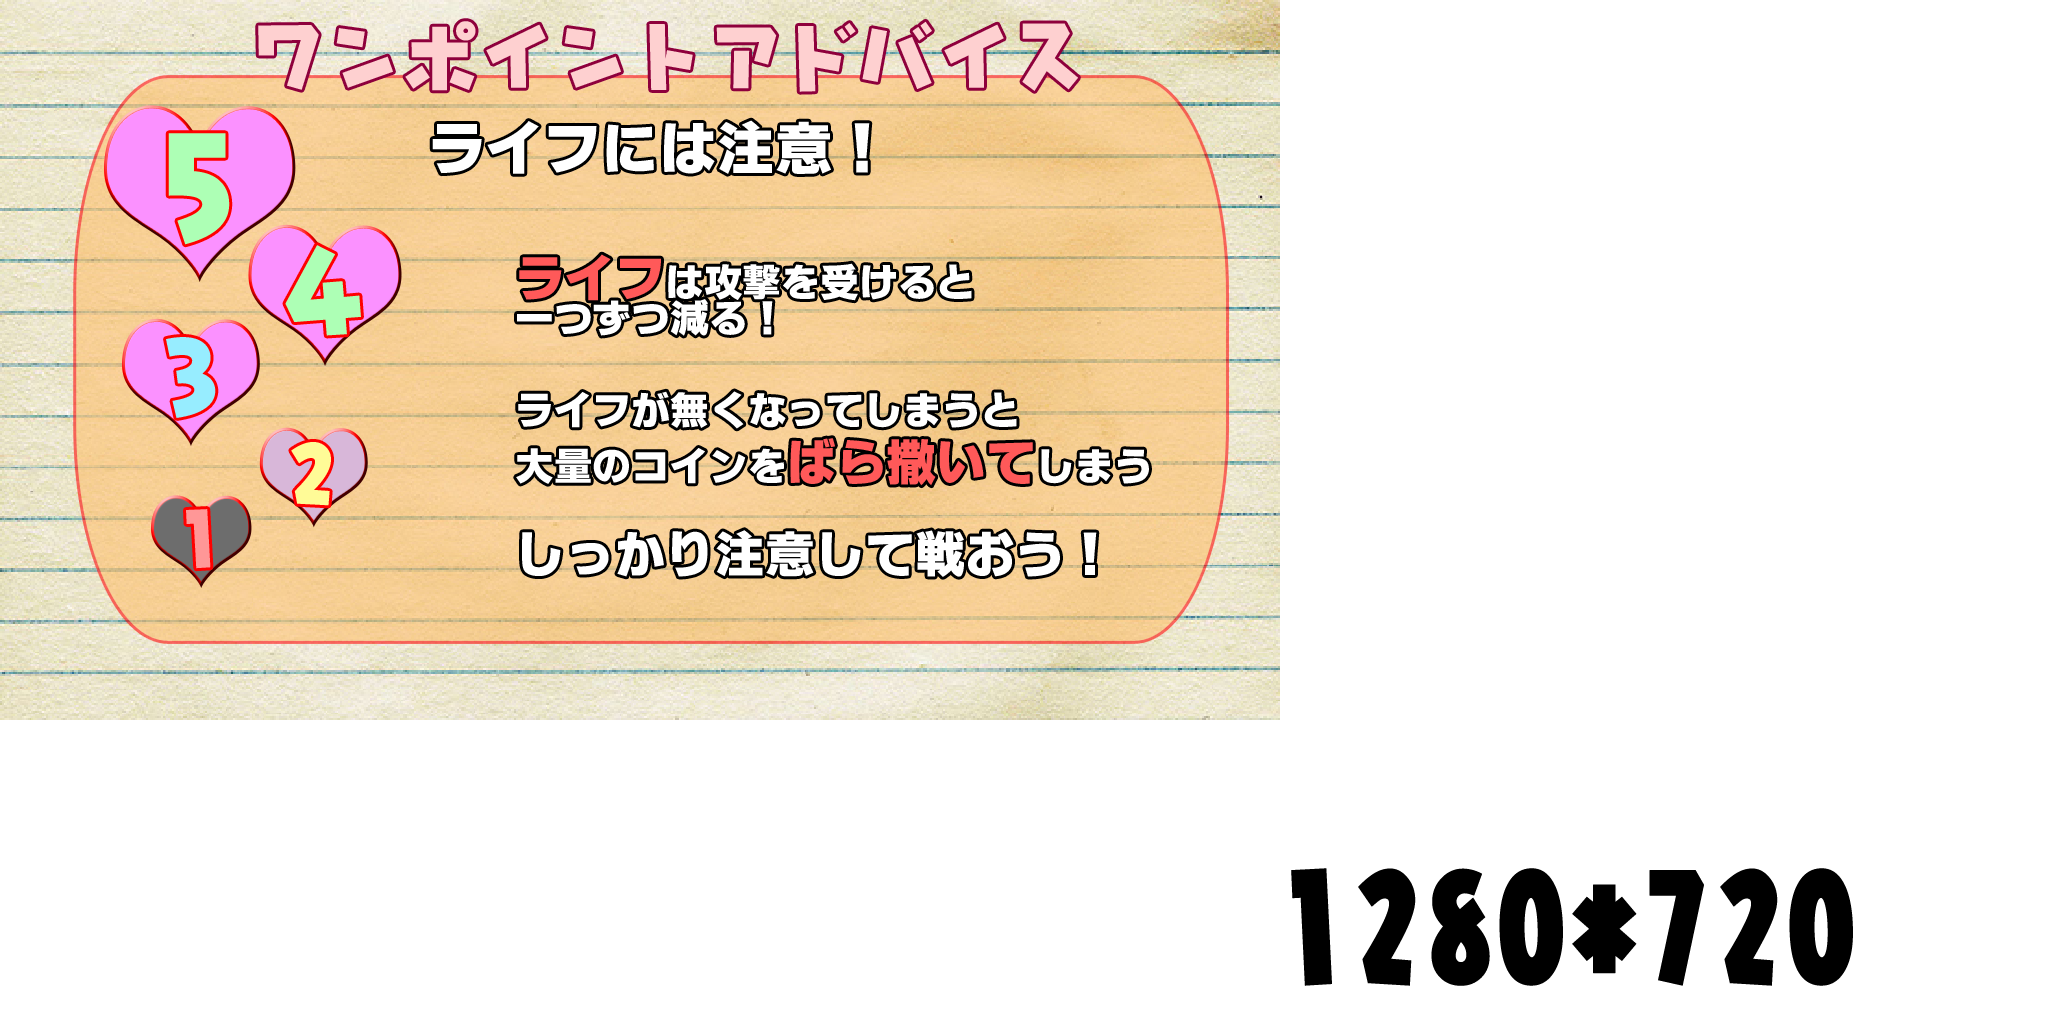 ワンポイントアドバイス
ライフには注意！
5
4
3
2
1
ライフは攻撃を受けると
一つずつ減る！
ライフが無くなってしまうと
大量のコインをばら撒いてしまう
しっかり注意して戦おう！
1280*720